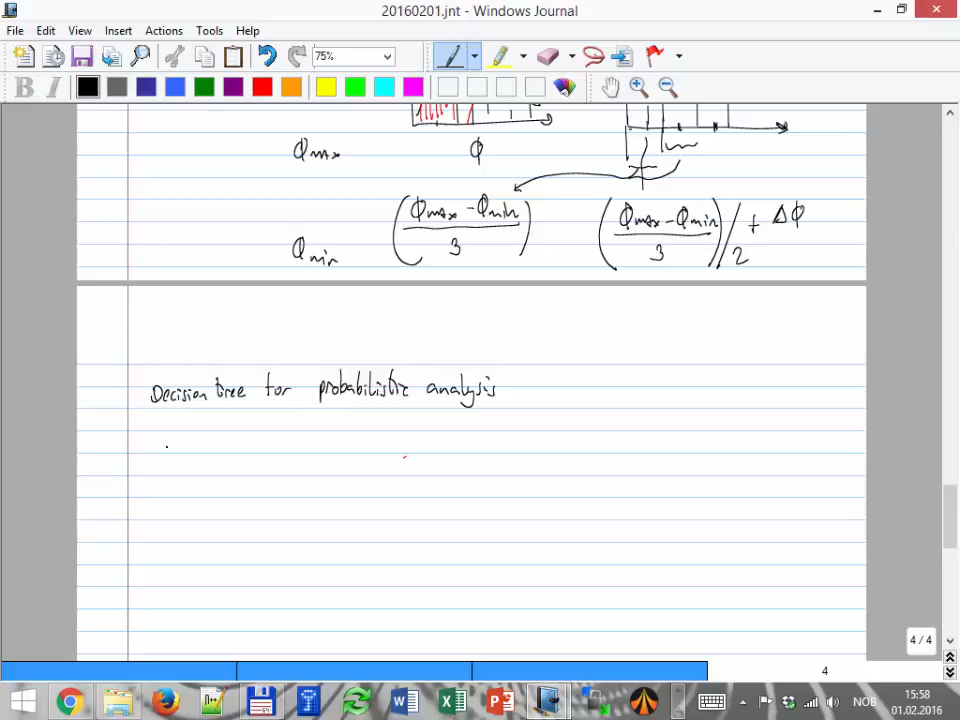 20160201.jnt - Windows Journal
File Edit View Insert Actions Tools Help
75%
B I
Φmax Φ
(Φmax - Φmin / 3) (Φmax - Φmin / 3) / 2 + ΔΦ
Φmin
Decision tree for probabilistic analysis
4 / 4
4
NOB
15:58
01.02.2016